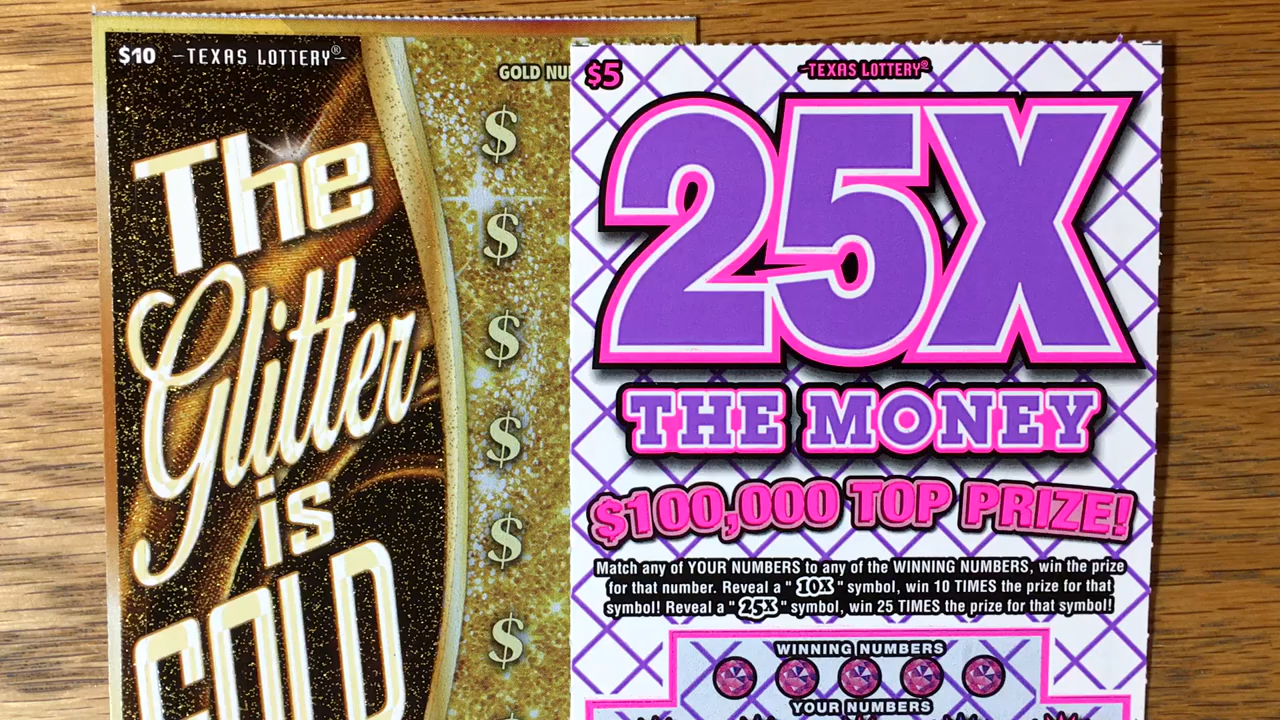 $10 TEXAS LOTTERY®
The
Glitter
is
GOLD
GOLD
$
$
$
$
$
$
$5 TEXAS LOTTERY®
25X
THE MONEY
$100,000 TOP PRIZE!
Match any of YOUR NUMBERS to any of the WINNING NUMBERS, win the prize
for that number. Reveal a " 10X " symbol, win 10 TIMES the prize for that
symbol! Reveal a " 25X " symbol, win 25 TIMES the prize for that symbol!
WINNING NUMBERS
YOUR NUMBERS